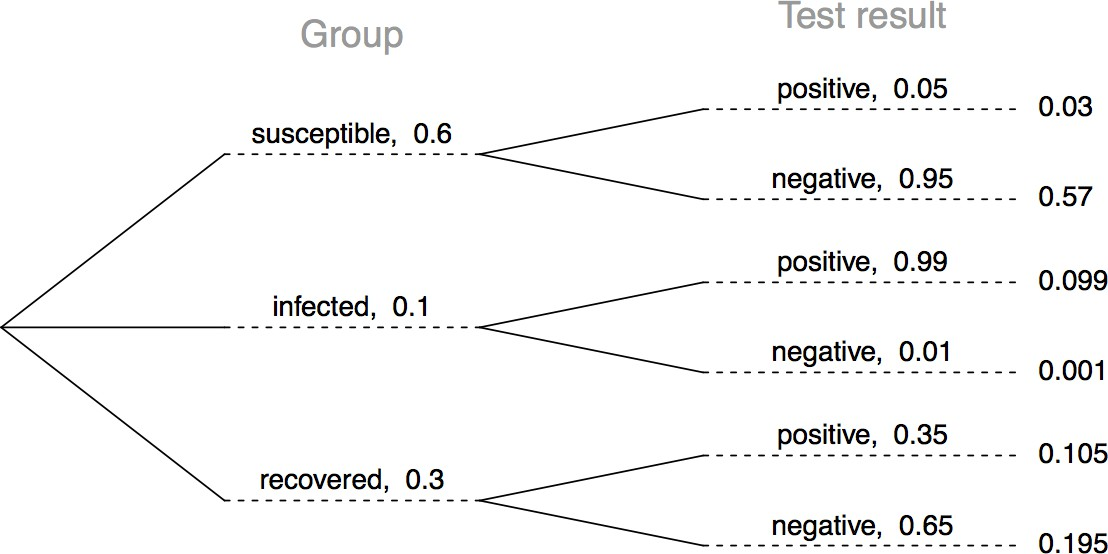 Group
Test result
susceptible, 0.6
positive, 0.05
0.03
negative, 0.95
0.57
infected, 0.1
positive, 0.99
0.099
negative, 0.01
0.001
recovered, 0.3
positive, 0.35
0.105
negative, 0.65
0.195